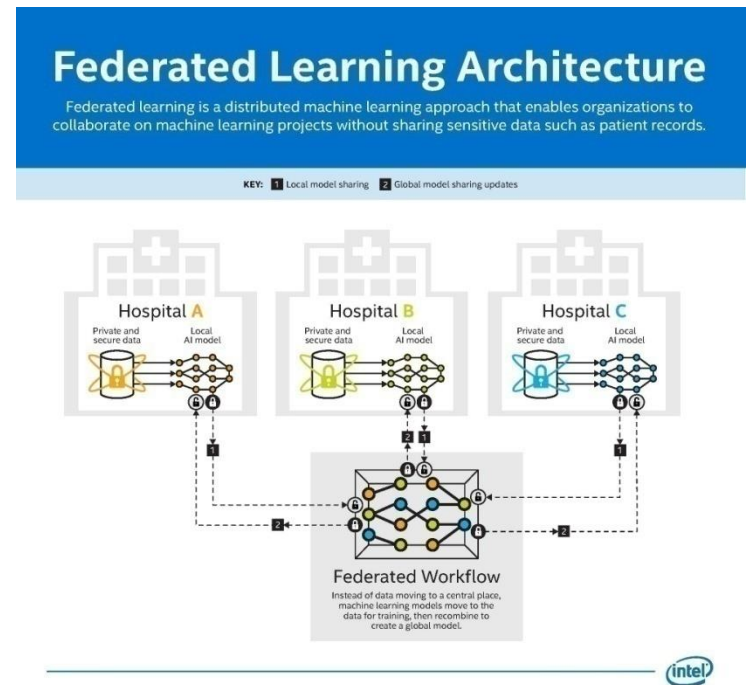 Federated Learning Architecture
Federated learning is a distributed machine learning approach that enables organizations to
collaborate on machine learning projects without sharing sensitive data such as patient records.
KEY: 1 Local model sharing 2 Global model sharing updates
Hospital A
Private and
secure data
Local
AI model
Hospital B
Private and
secure data
Local
AI model
Hospital C
Private and
secure data
Local
AI model
1
2
1
1
2
2
Federated Workflow
Instead of data moving to a central place,
machine learning models move to the
data for training, then recombine to
create a global model.
intel